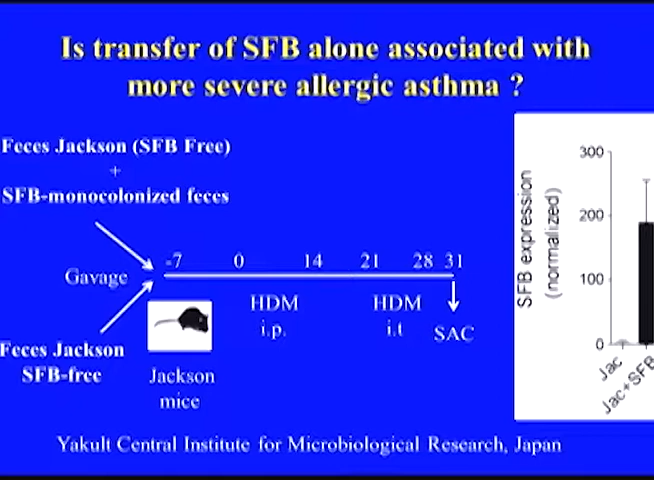 Is transfer of SFB alone associated with
more severe allergic asthma ?
Feces Jackson (SFB Free)
+
SFB-monocolonized feces
Gavage
-7 0 14 21 28 31
HDM
i.p.
HDM
i.t
SAC
Feces Jackson
SFB-free
Jackson
mice
SFB expression
(normalized)
300
200
100
0
Jac
Jac+SFB
Yakult Central Institute for Microbiological Research, Japan